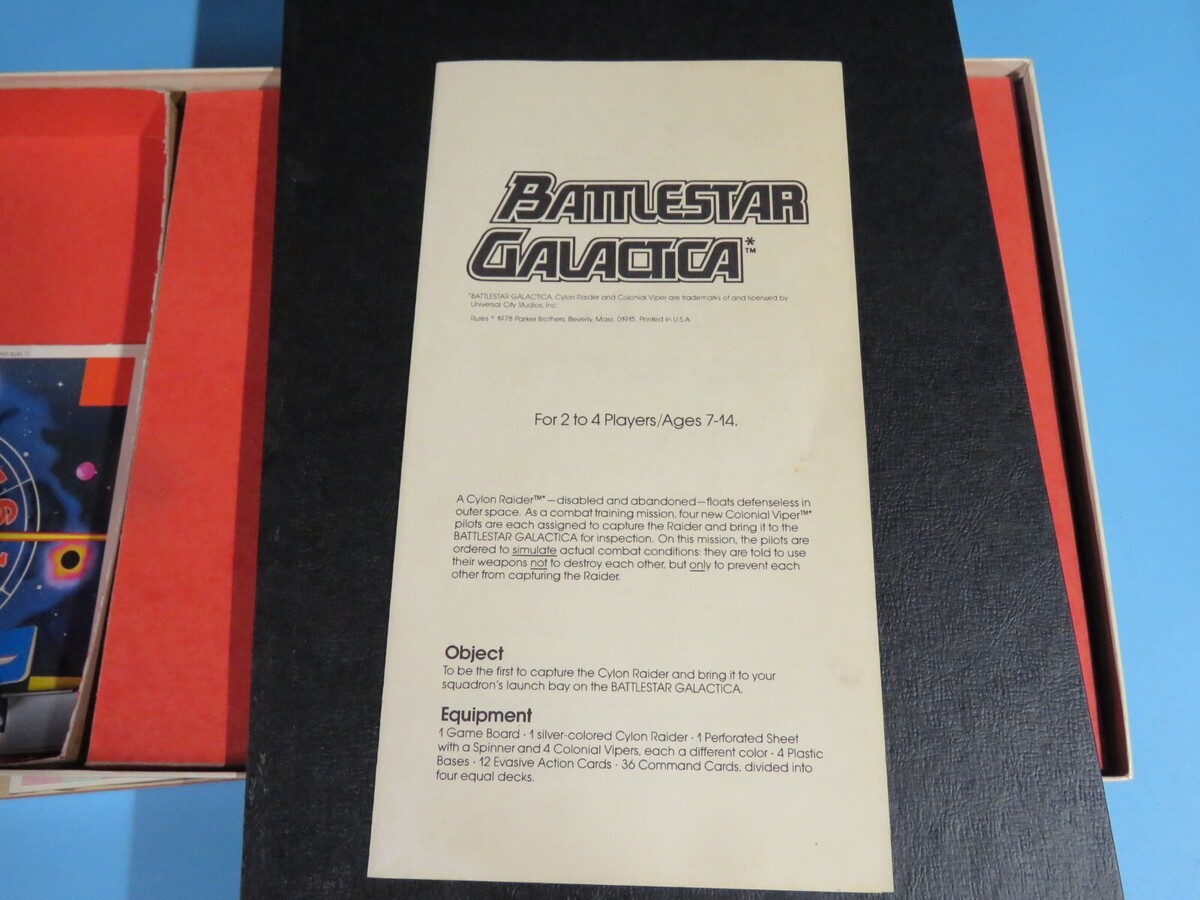 BATTLESTAR
GALACTICA*™
*BATTLESTAR GALACTICA, Cylon Raider and Colonial Viper are trademarks of and licensed by
Universal City Studios, Inc.
Rules © 1978 Parker Brothers, Beverly, Mass. 01915. Printed in U.S.A.
For 2 to 4 Players/Ages 7-14.
A Cylon Raider™*—disabled and abandoned—floats defenseless in
outer space. As a combat training mission, four new Colonial Viper™*
pilots are each assigned to capture the Raider and bring it to the
BATTLESTAR GALACTICA for inspection. On this mission, the pilots are
ordered to simulate actual combat conditions: they are told to use
their weapons not to destroy each other, but only to prevent each
other from capturing the Raider.
Object
To be the first to capture the Cylon Raider and bring it to your
squadron's launch bay on the BATTLESTAR GALACTICA.
Equipment
1 Game Board · 1 silver-colored Cylon Raider · 1 Perforated Sheet
with a Spinner and 4 Colonial Vipers, each a different color · 4 Plastic
Bases · 12 Evasive Action Cards · 36 Command Cards, divided into
four equal decks.